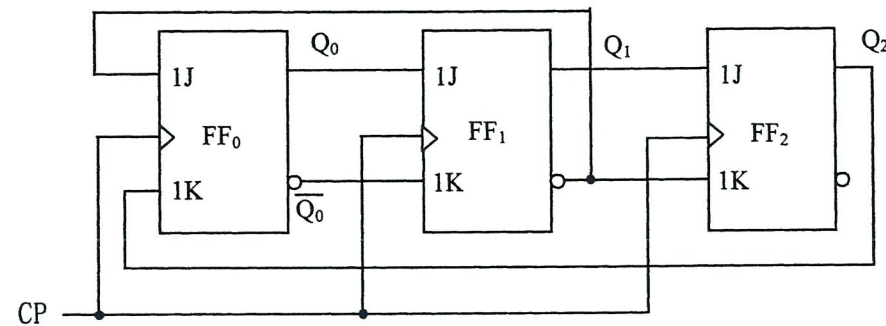 Q₀ Q₁ Q₂
1J 1J 1J
FF₀ FF₁ FF₂
1K 1K 1K
Q̅₀
CP